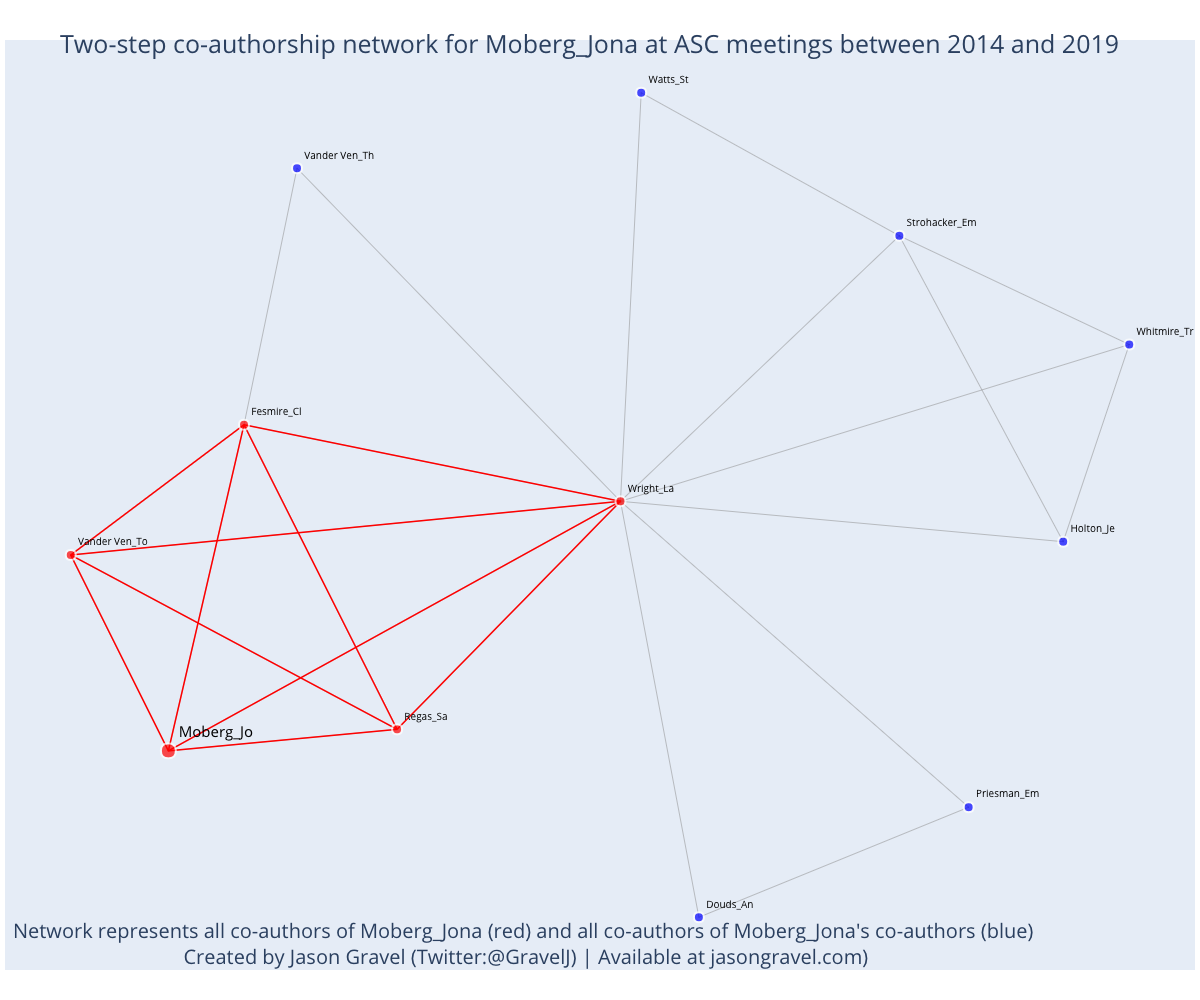 Two-step co-authorship network for Moberg_Jona at ASC meetings between 2014 and 2019
Watts_St
Vander Ven_Th
Strohacker_Em
Whitmire_Tr
Fesmire_Cl
Wright_La
Holton_Je
Vander Ven_To
Regas_Sa
Moberg_Jo
Priesman_Em
Douds_An
Network represents all co-authors of Moberg_Jona (red) and all co-authors of Moberg_Jona's co-authors (blue)
Created by Jason Gravel (Twitter:@GravelJ) | Available at jasongravel.com)